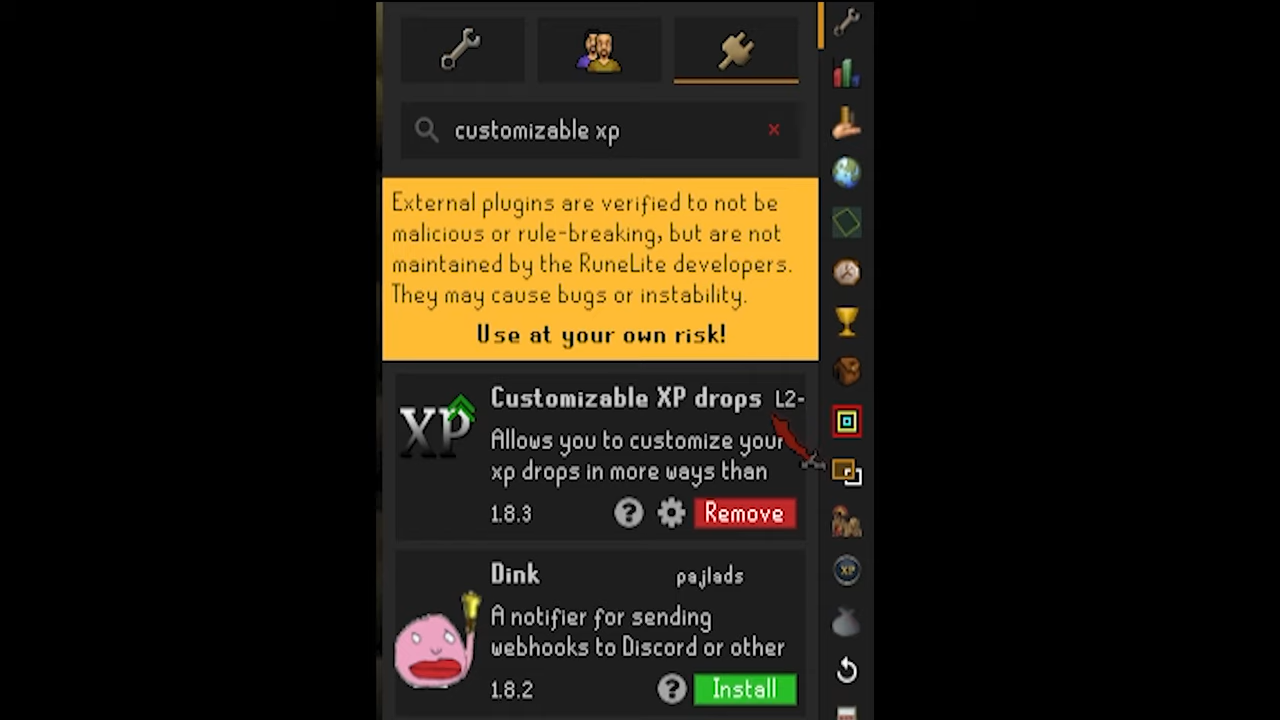 customizable xp
External plugins are verified to not be
malicious or rule-breaking, but are not
maintained by the RuneLite developers.
They may cause bugs or instability.
Use at your own risk!
XP
Customizable XP drops L2-
Allows you to customize your
xp drops in more ways than
1.8.3 ? Remove
XP
Dink pajlads
A notifier for sending
webhooks to Discord or other
1.8.2 ? Install